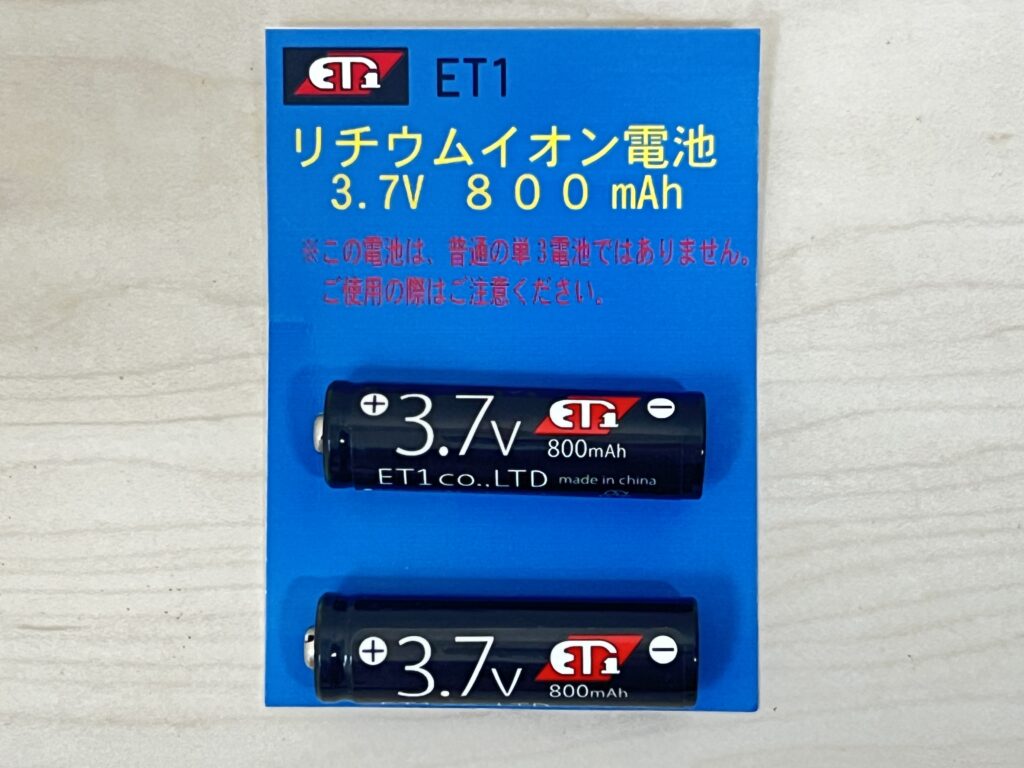 ET1 ET1
リチウムイオン電池
3.7V ８００ mAh
※この電池は、普通の単3電池ではありません。
ご使用の際はご注意ください。
+ 3.7v ET1 −
800mAh
ET1 co.,LTD made in china
+ 3.7v ET1 −
800mAh